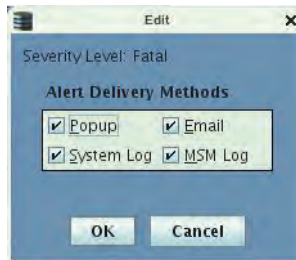 Edit
Severity Level: Fatal
Alert Delivery Methods
Popup Email
System Log MSM Log
OK Cancel